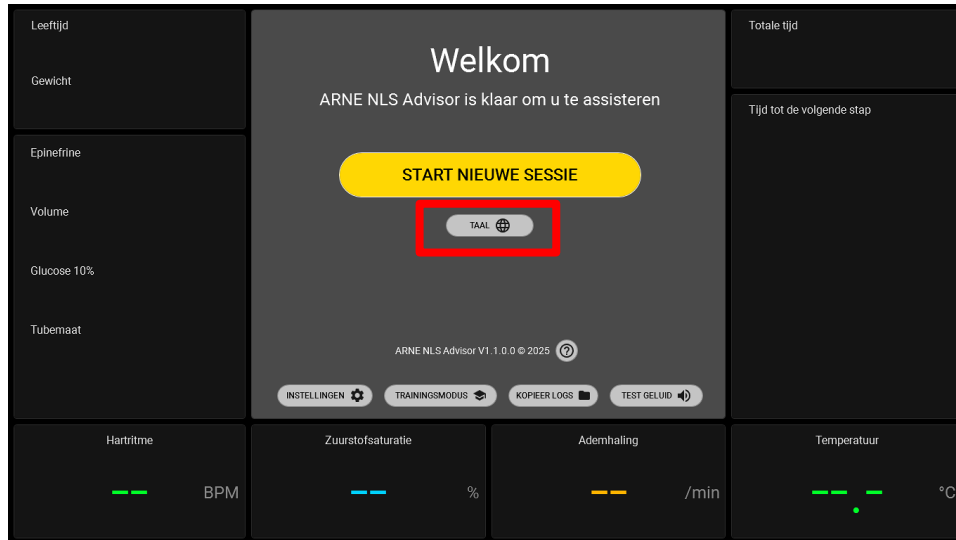 Leeftijd
Gewicht
Epinefrine
Volume
Glucose 10%
Tubemaat
Welkom
ARNE NLS Advisor is klaar om u te assisteren
START NIEUWE SESSIE
TAAL
ARNE NLS Advisor V1.1.0.0 © 2025
INSTELLINGEN
TRAININGSMODUS
KOPIEER LOGS
TEST GELUID
Totale tijd
Tijd tot de volgende stap
Hartritme
-- BPM
Zuurstofsaturatie
-- %
Ademhaling
-- /min
Temperatuur
--.- °C